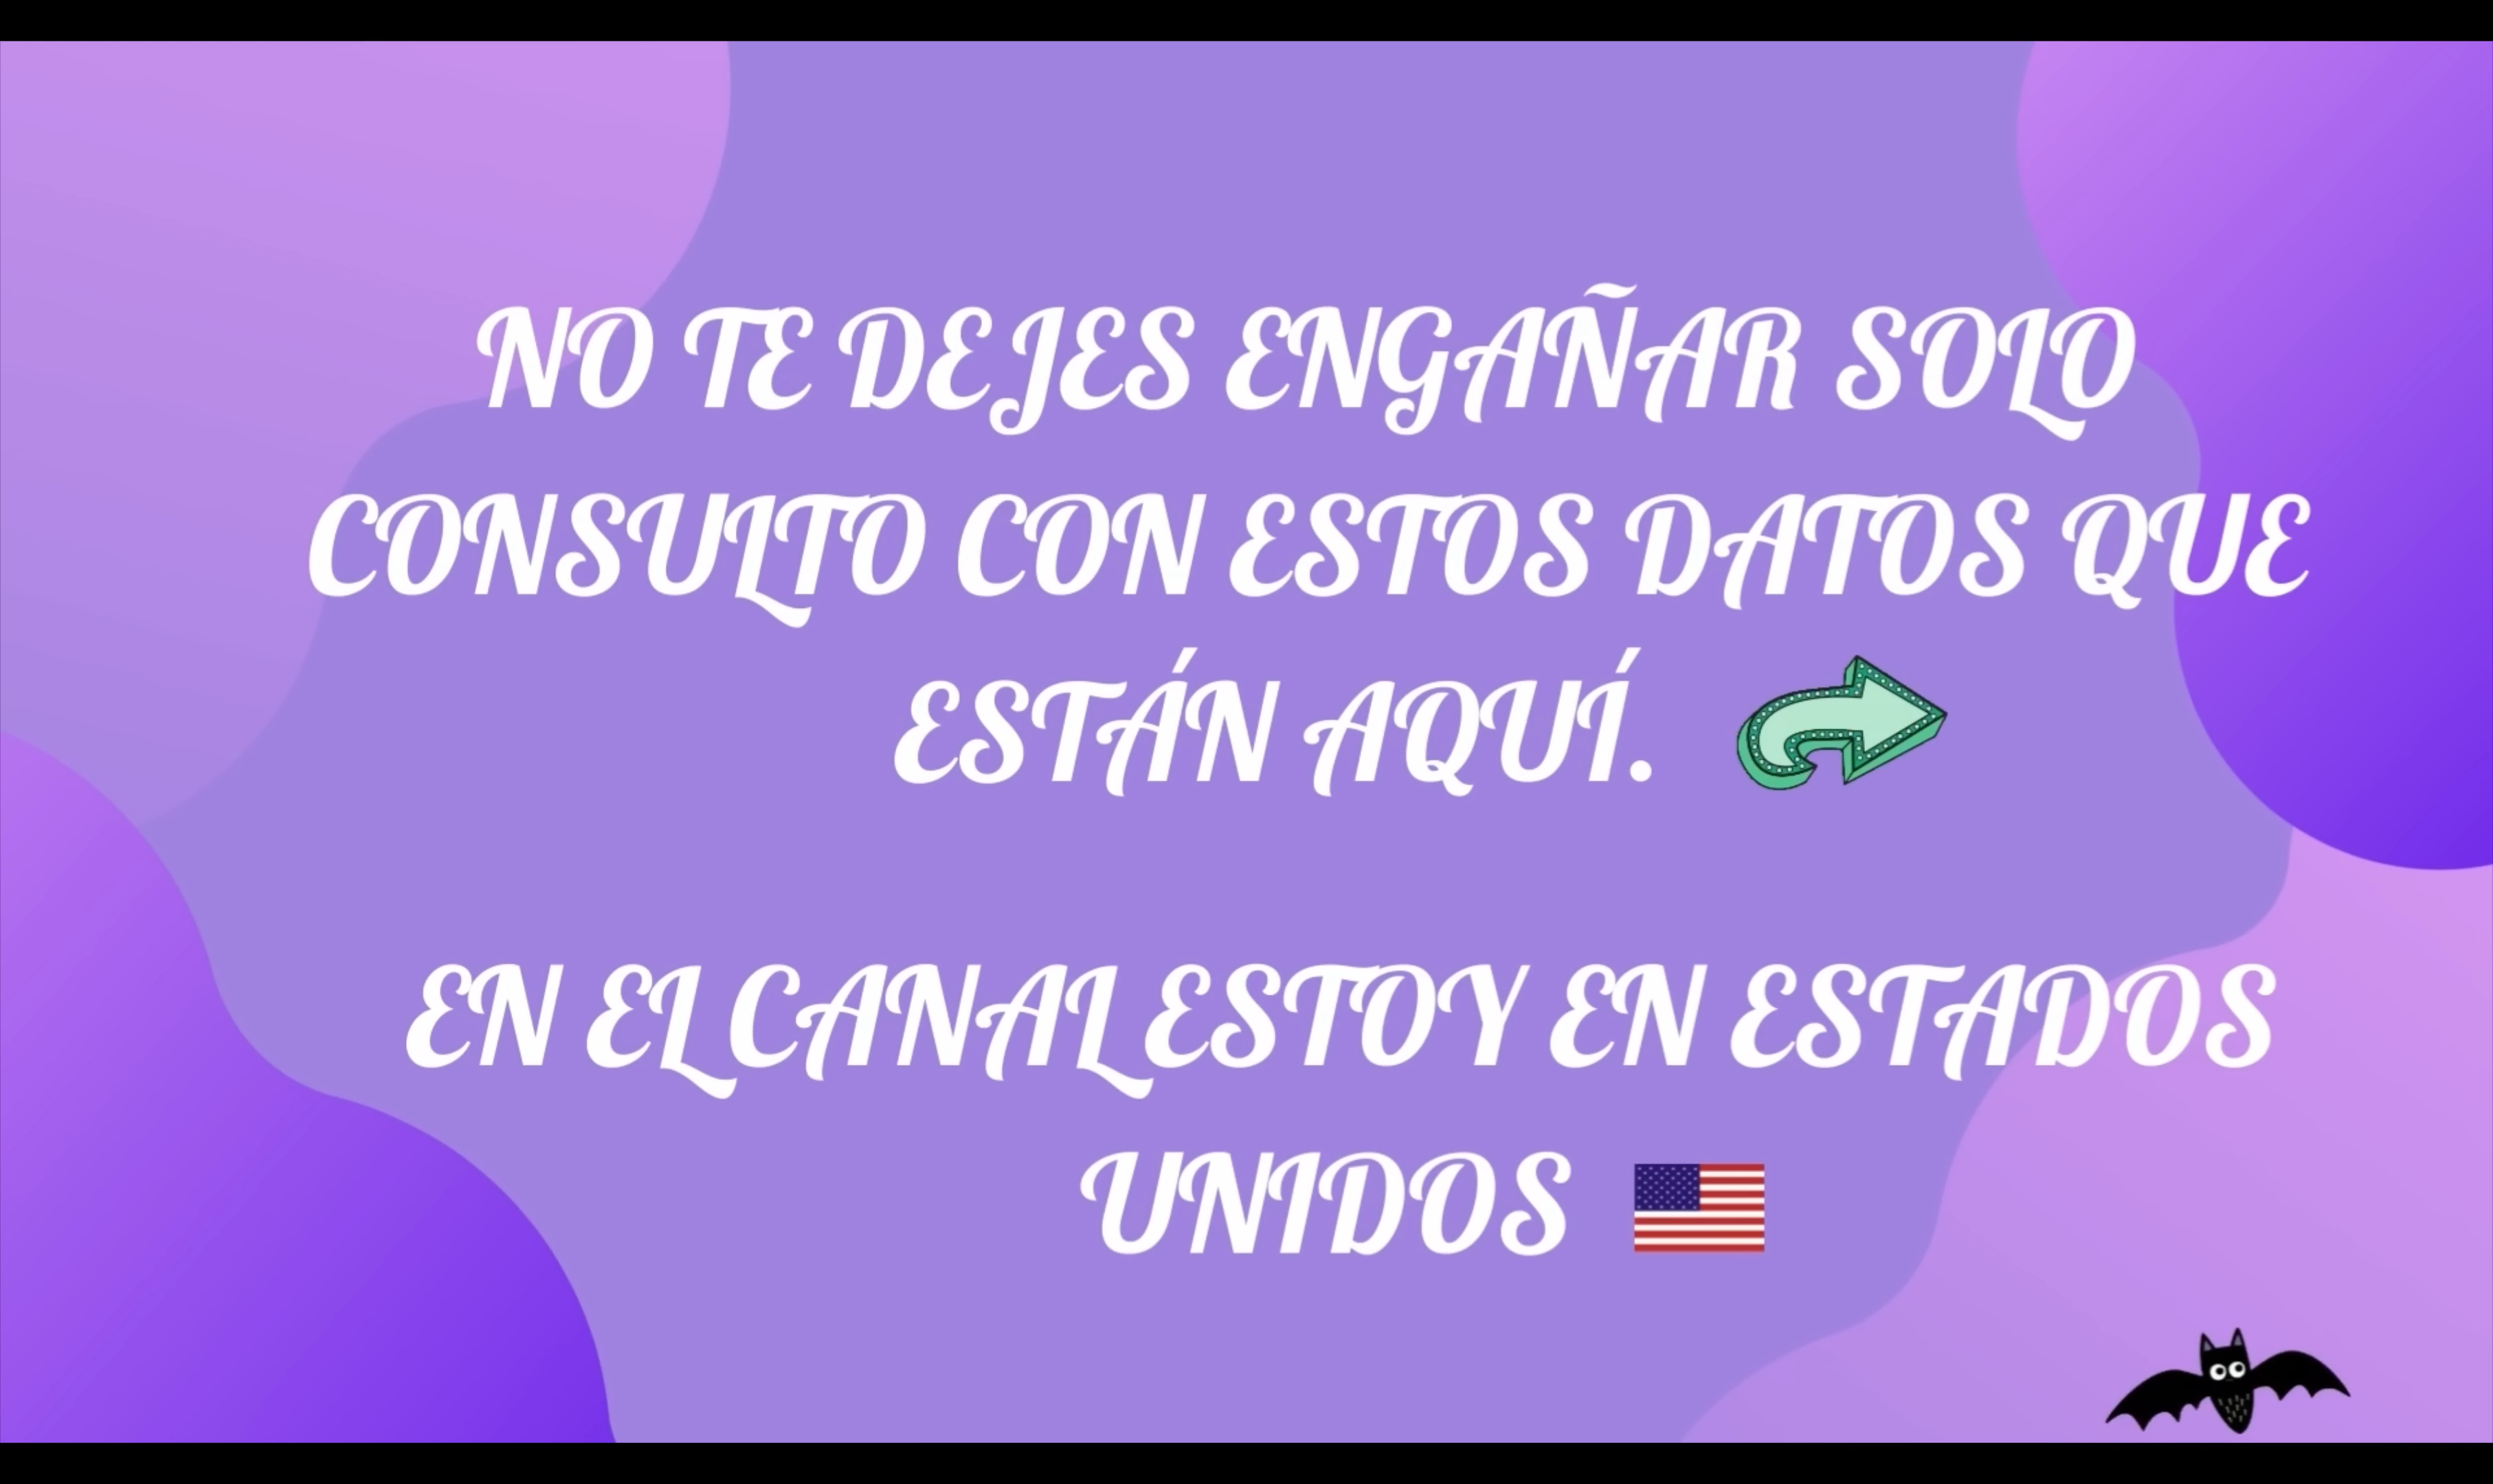 NO TE DEJES ENGAÑAR SOLO
CONSULTO CON ESTOS DATOS QUE
ESTÁN AQUÍ.
EN EL CANAL ESTOY EN ESTADOS
UNIDOS